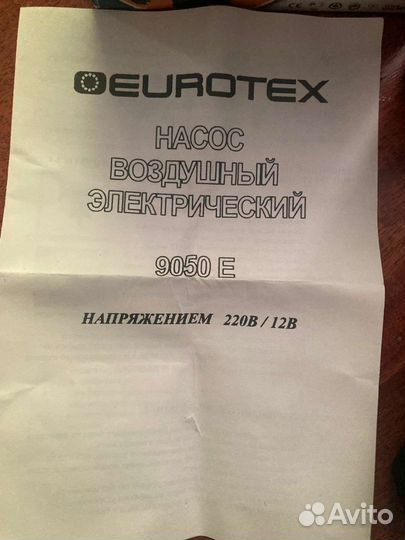 EUROTEX
НАСОС
ВОЗДУШНЫЙ
ЭЛЕКТРИЧЕСКИЙ
9050 E
НАПРЯЖЕНИЕМ 220В / 12В
Avito